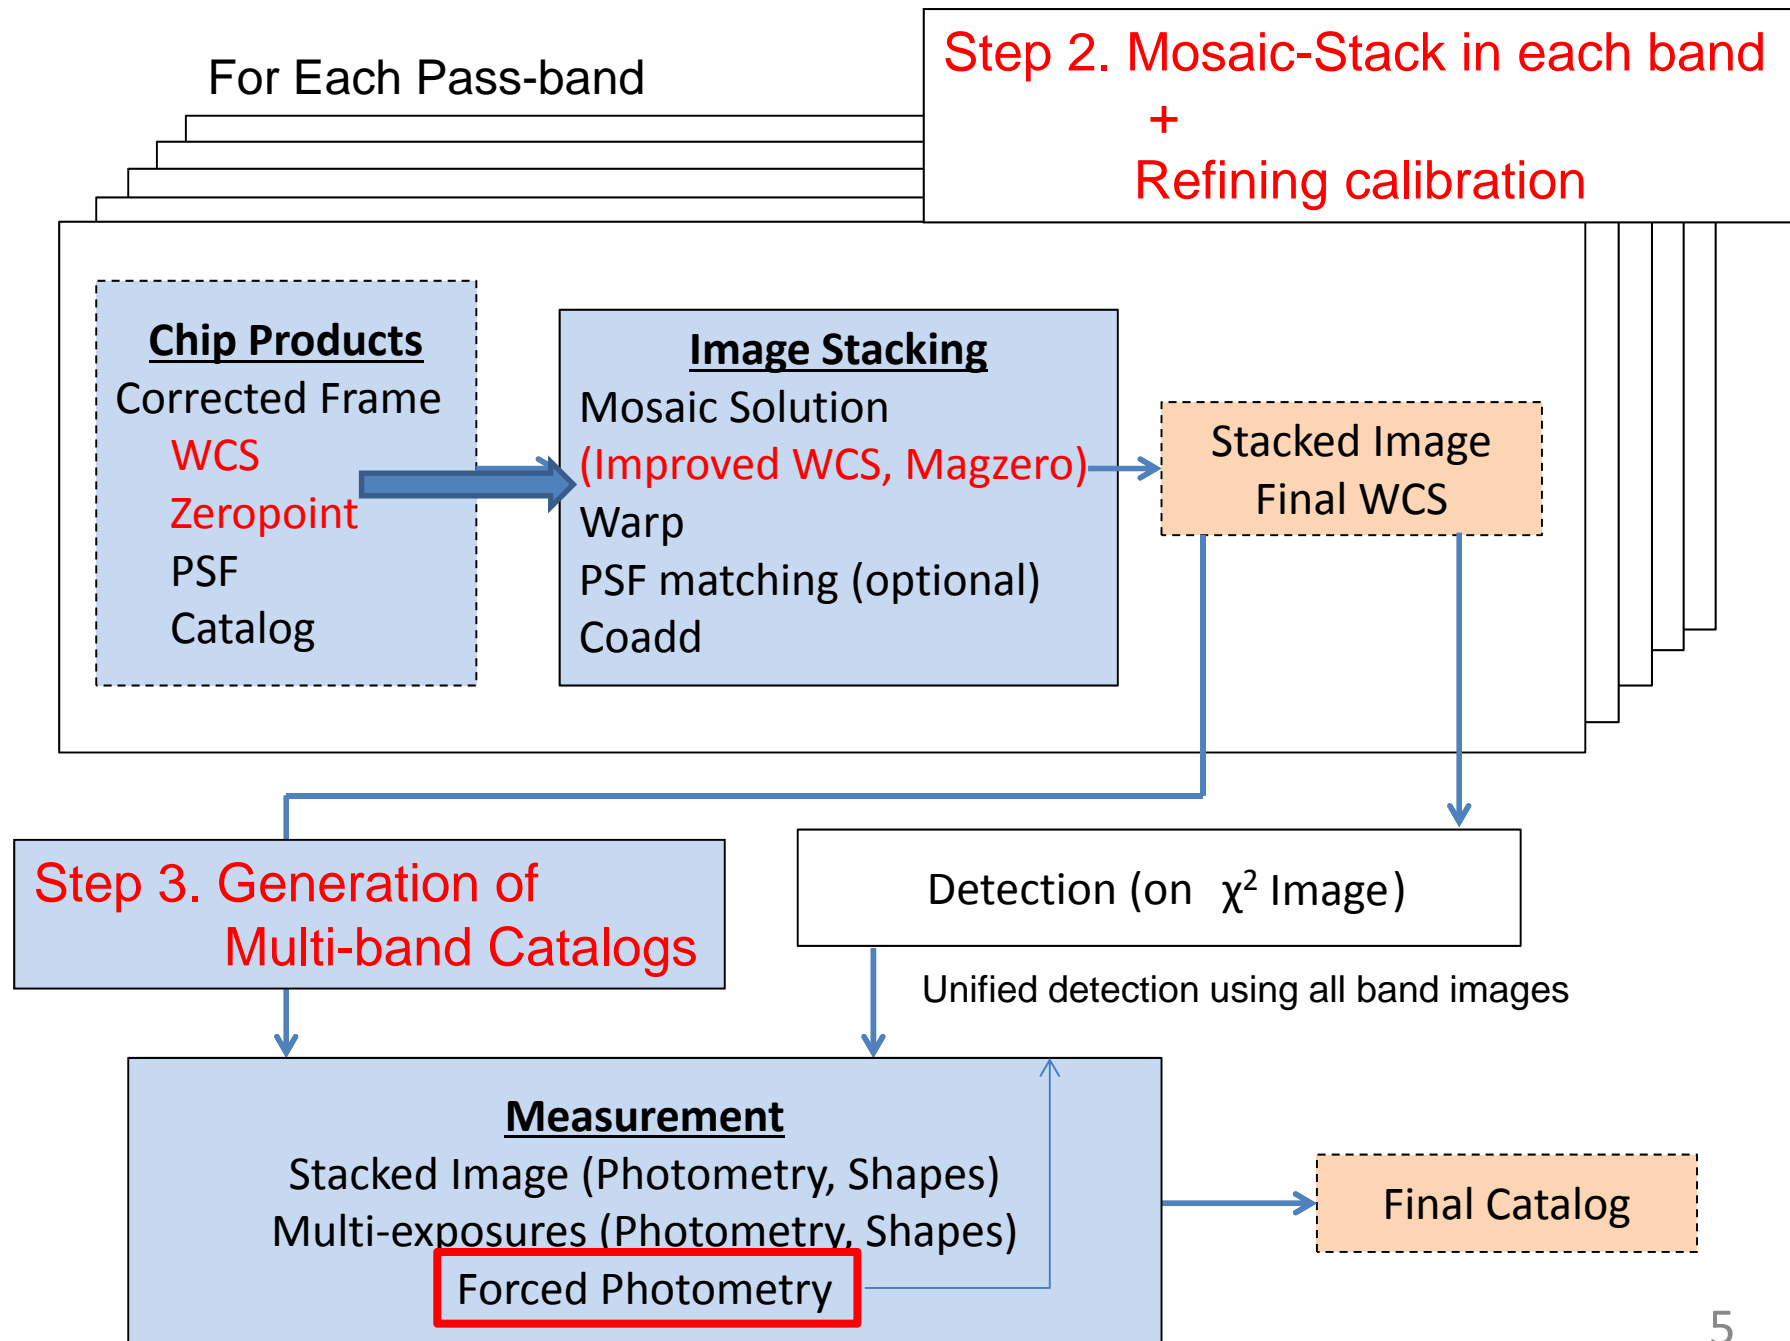 For Each Pass-band
Step 2. Mosaic-Stack in each band
+
Refining calibration
Chip Products
Corrected Frame
WCS
Zeropoint
PSF
Catalog
Image Stacking
Mosaic Solution
(Improved WCS, Magzero)
Warp
PSF matching (optional)
Coadd
Stacked Image
Final WCS
Step 3. Generation of
Multi-band Catalogs
Detection (on χ² Image)
Unified detection using all band images
Measurement
Stacked Image (Photometry, Shapes)
Multi-exposures (Photometry, Shapes)
Forced Photometry
Final Catalog
5